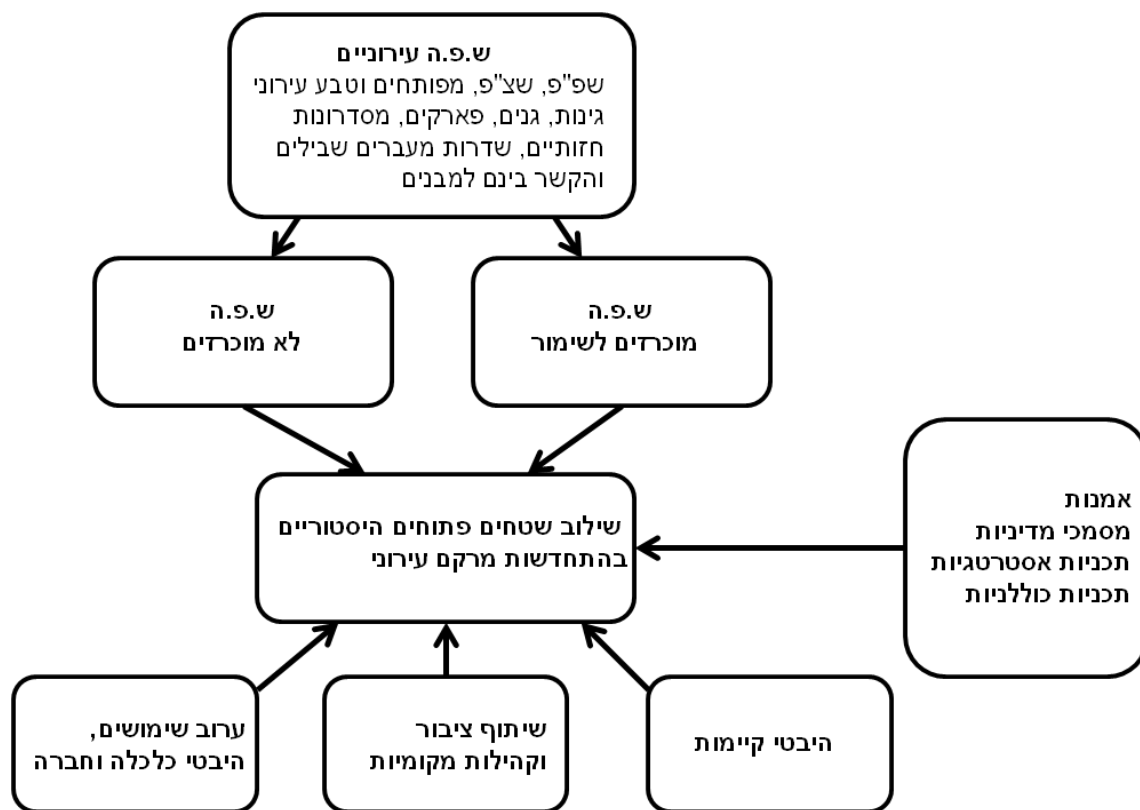 ש.פ.ה עירוניים
שפ"פ, שצ"פ, מפותחים וטבע עירוני
גינות, גנים, פארקים, מסדרונות
חזותיים, שדרות מעברים שבילים
והקשר בינם למבנים
ש.פ.ה
מוכרזים לשימור
ש.פ.ה
לא מוכרזים
שילוב שטחים פתוחים היסטוריים
בהתחדשות מרקם עירוני
אמנות
מסמכי מדיניות
תכניות אסטרטגיות
תכניות כוללניות
היבטי קיימות
שיתוף ציבור
וקהילות מקומיות
ערוב שימושים,
היבטי כלכלה וחברה